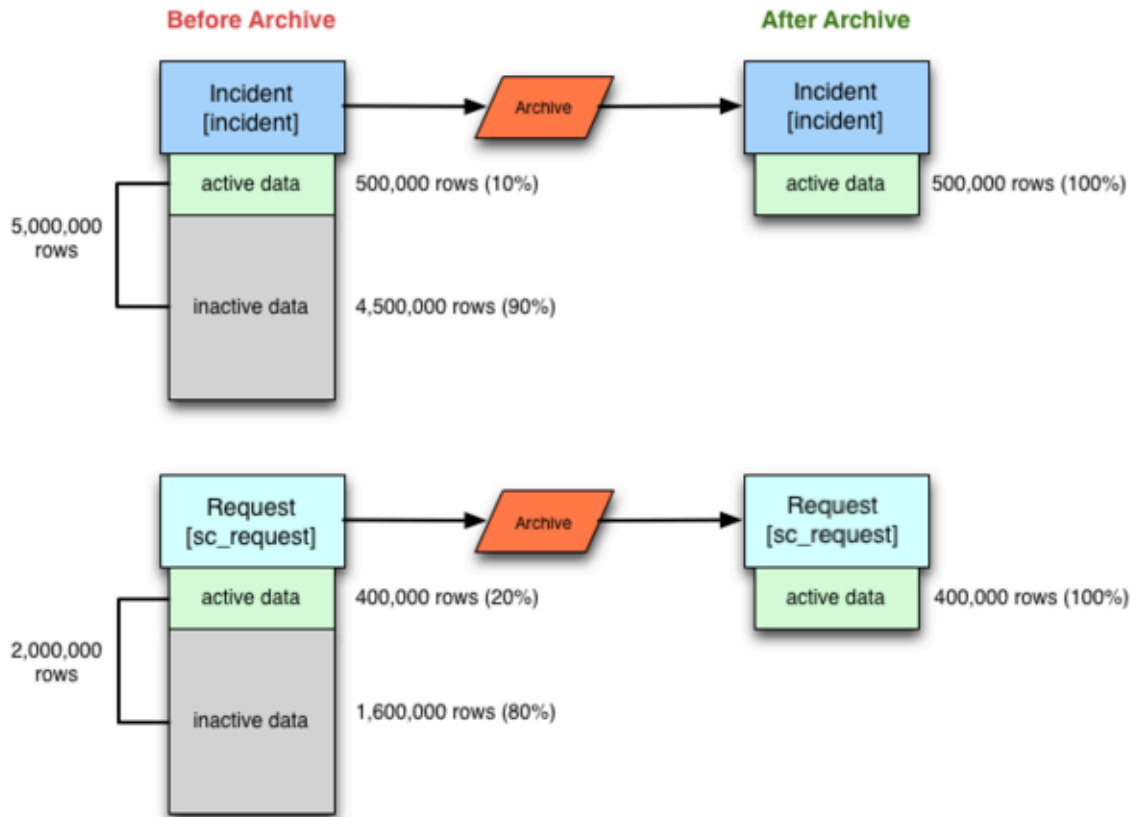 Before Archive
After Archive
Incident
[incident]
Archive
Incident
[incident]
active data
500,000 rows (10%)
active data
500,000 rows (100%)
5,000,000
rows
inactive data
4,500,000 rows (90%)
Request
[sc_request]
Archive
Request
[sc_request]
active data
400,000 rows (20%)
active data
400,000 rows (100%)
2,000,000
rows
inactive data
1,600,000 rows (80%)